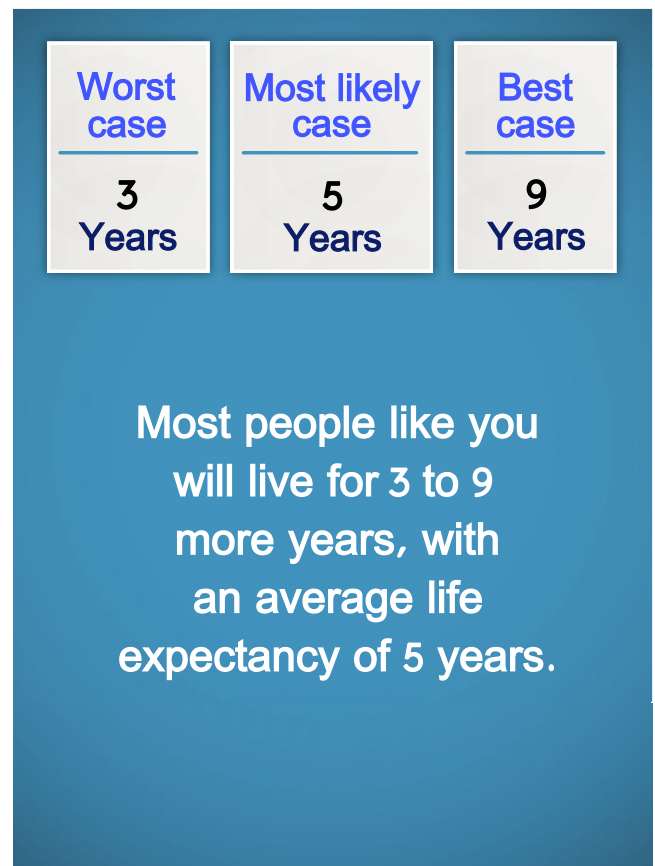 Worst
case
3
Years
Most likely
case
5
Years
Best
case
9
Years
Most people like you
will live for 3 to 9
more years, with
an average life
expectancy of 5 years.